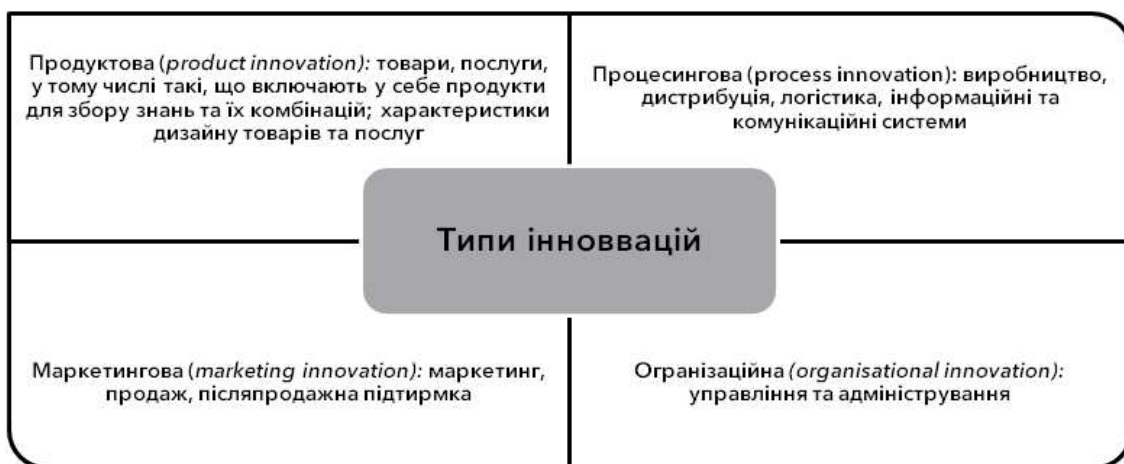 Продуктова (product innovation): товари, послуги,
у тому числі такі, що включають у себе продукти
для збору знань та їх комбінацій; характеристики
дизайну товарів та послуг
Процесингова (process innovation): виробництво,
дистрибуція, логістика, інформаційні та
комунікаційні системи
Типи інноввацій
Маркетингова (marketing innovation): маркетинг,
продаж, післяпродажна підтирмка
Огранізаційна (organisational innovation):
управління та адміністрування